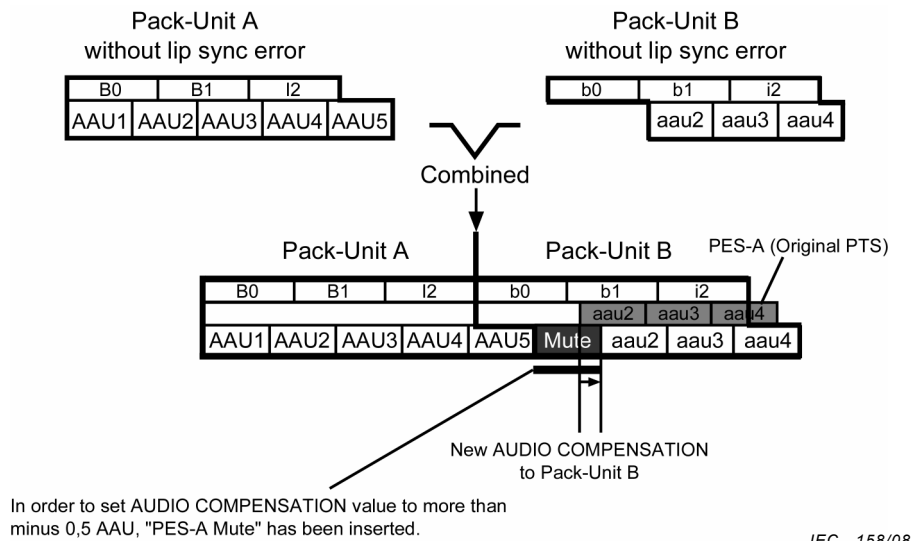 Pack-Unit A
without lip sync error
Pack-Unit B
without lip sync error
B0 B1 I2
AAU1 AAU2 AAU3 AAU4 AAU5
b0 b1 i2
aau2 aau3 aau4
Combined
Pack-Unit A
Pack-Unit B
PES-A (Original PTS)
B0 B1 I2 b0 b1 i2
aau2 aau3 aau4
AAU1 AAU2 AAU3 AAU4 AAU5 Mute aau2 aau3 aau4
New AUDIO COMPENSATION
to Pack-Unit B
In order to set AUDIO COMPENSATION value to more than
minus 0,5 AAU, "PES-A Mute" has been inserted.
IEC 158/08